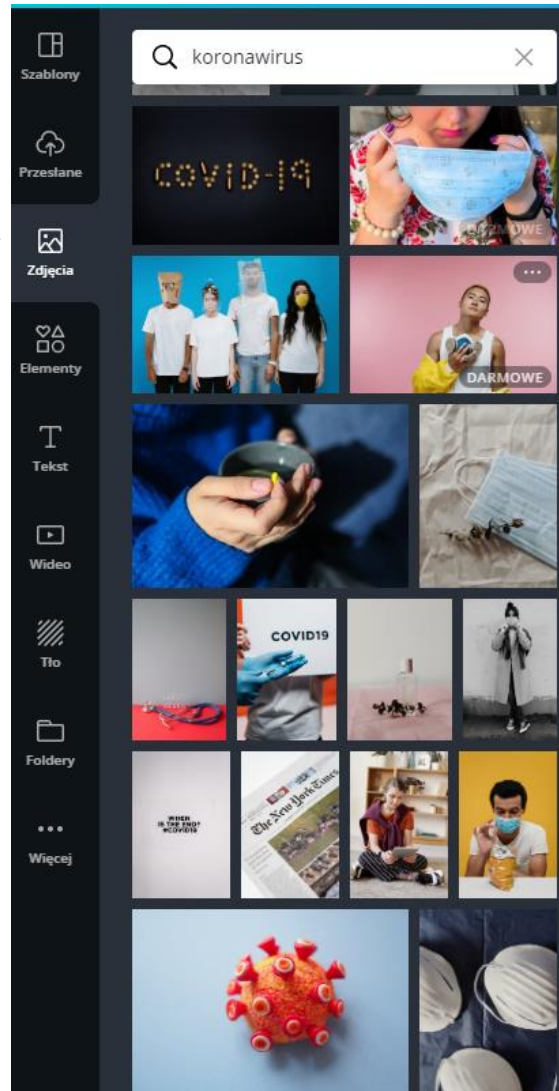 koronawirus
Szablony
Przesłane
Zdjęcia
Elementy
Tekst
Wideo
Tło
Foldery
Więcej
COVID-19
DARMOWE
DARMOWE
COVID19
WHEN
IS THE END?
#COVID19
The New York Times